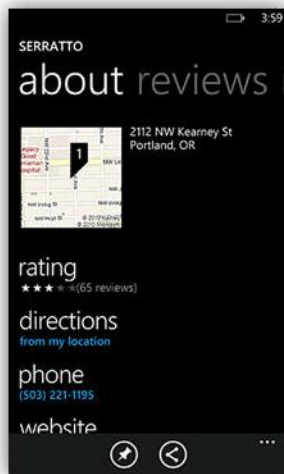 3:59
SERRATTO
about reviews
2112 NW Kearney St
Portland, OR
1
rating
(65 reviews)
directions
from my location
phone
(503) 221-1195
website